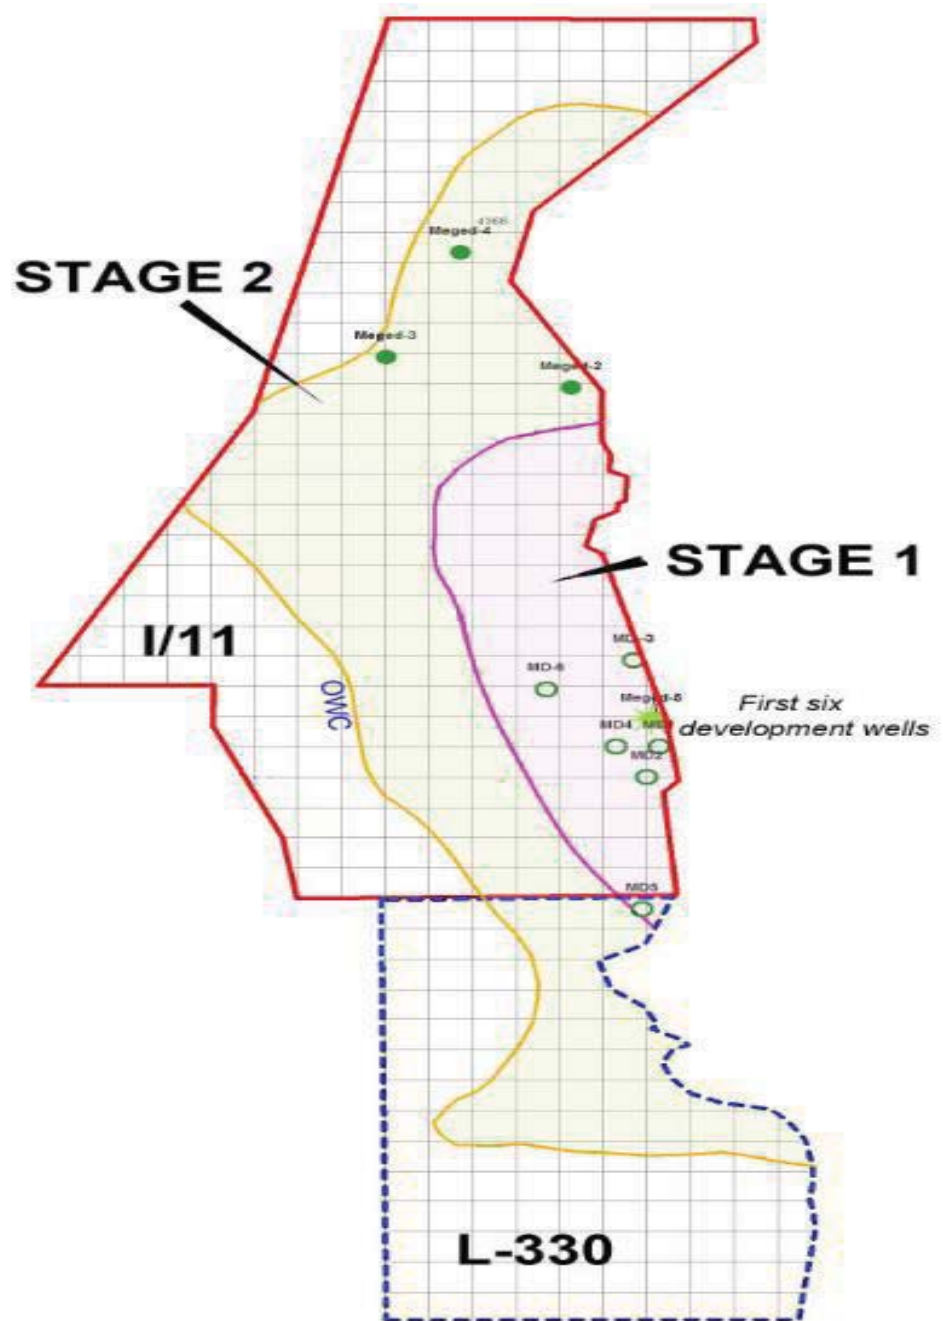 4366
Meged-4
STAGE 2
Meged-3
Meged-2
STAGE 1
I/11
MD-3
MD-6
Meged-5
First six
development wells
OWC
MD4
MD2
MD5
L-330